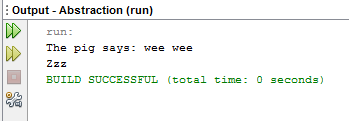 Output - Abstraction (run)
run:
The pig says: wee wee
Zzz
BUILD SUCCESSFUL (total time: 0 seconds)